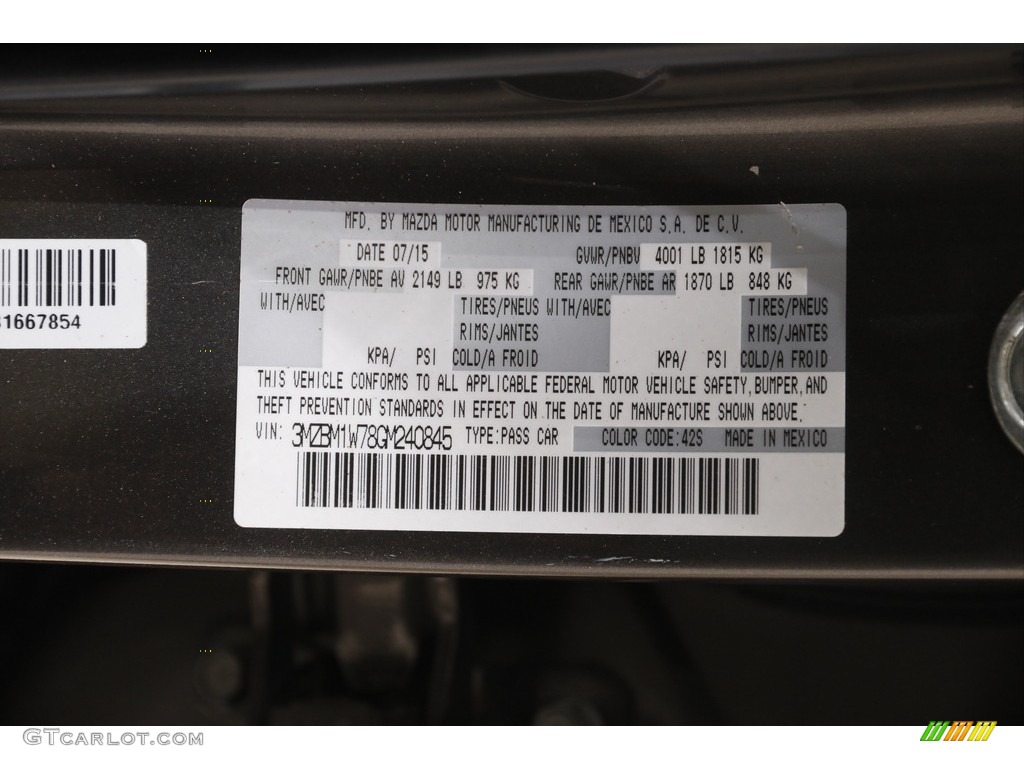 MFD. BY MAZDA MOTOR MANUFACTURING DE MEXICO S.A. DE C.V.
DATE 07/15 GVWR/PNBV 4001 LB 1815 KG
FRONT GAWR/PNBE AV 2149 LB 975 KG REAR GAWR/PNBE AR 1870 LB 848 KG
WITH/AVEC TIRES/PNEUS WITH/AVEC TIRES/PNEUS
RIMS/JANTES RIMS/JANTES
KPA/ PSI COLD/A FROID KPA/ PSI COLD/A FROID
THIS VEHICLE CONFORMS TO ALL APPLICABLE FEDERAL MOTOR VEHICLE SAFETY, BUMPER, AND
THEFT PREVENTION STANDARDS IN EFFECT ON THE DATE OF MANUFACTURE SHOWN ABOVE.
VIN: 3MZBM1W78GM240845 TYPE:PASS CAR COLOR CODE:42S MADE IN MEXICO
1667854
GTCARLOT.COM